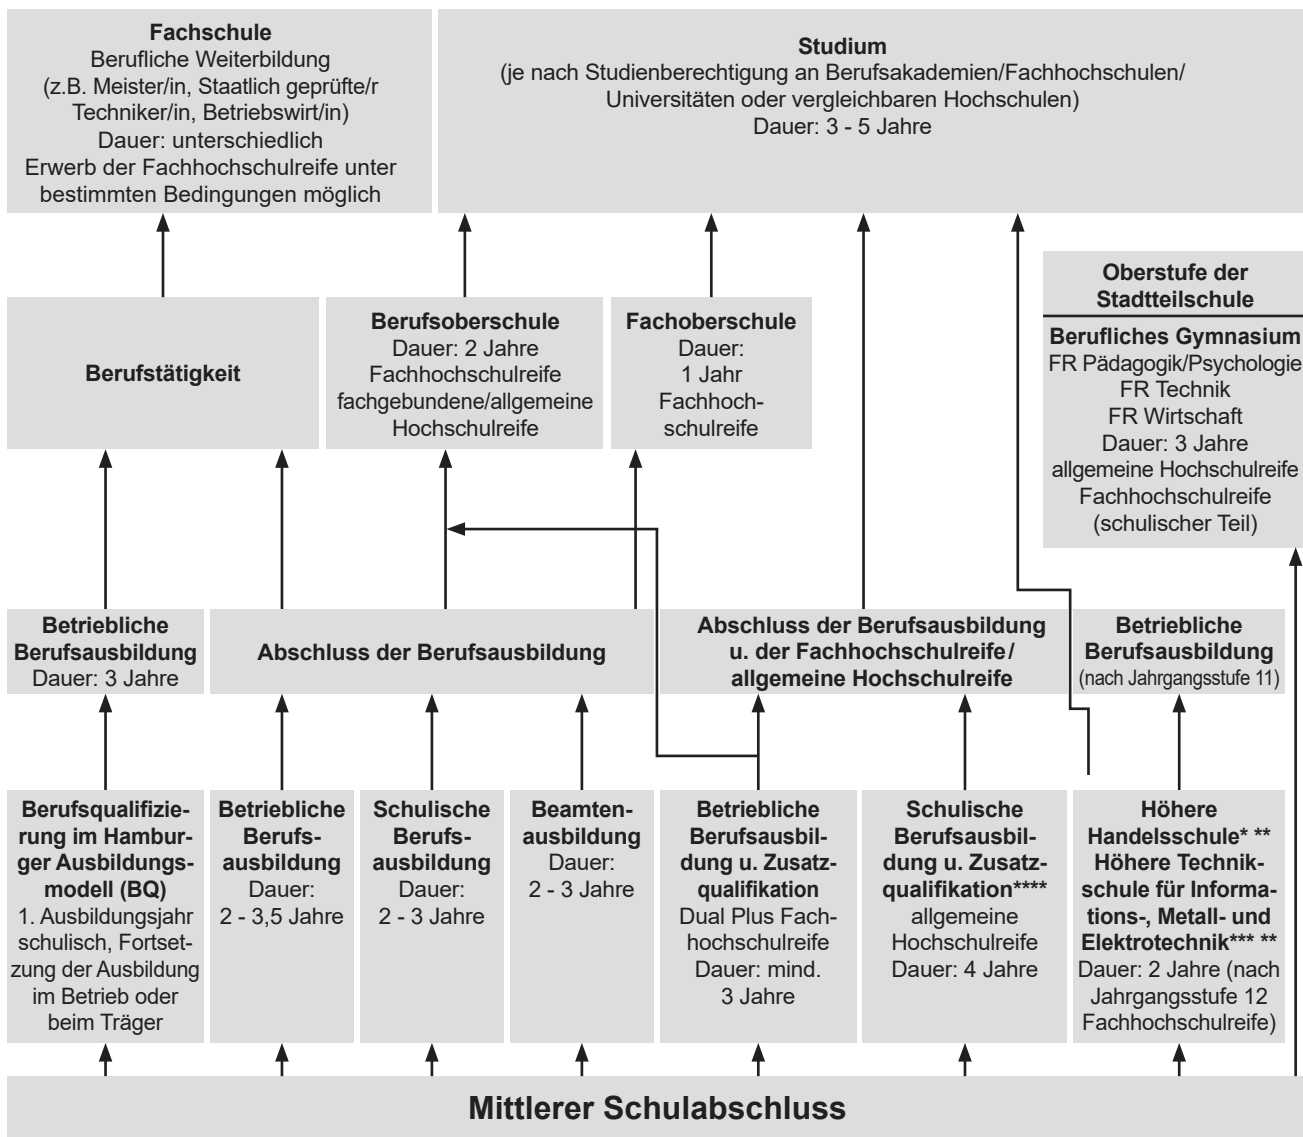 Fachschule
Berufliche Weiterbildung
(z.B. Meister/in, Staatlich geprüfte/r
Techniker/in, Betriebswirt/in)
Dauer: unterschiedlich
Erwerb der Fachhochschulreife unter
bestimmten Bedingungen möglich
Studium
(je nach Studienberechtigung an Berufsakademien/Fachhochschulen/
Universitäten oder vergleichbaren Hochschulen)
Dauer: 3 - 5 Jahre
Berufstätigkeit
Berufsoberschule
Dauer: 2 Jahre
Fachhochschulreife
fachgebundene/allgemeine
Hochschulreife
Fachoberschule
Dauer:
1 Jahr
Fachhoch-
schulreife
Oberstufe der
Stadtteilschule
Berufliches Gymnasium
FR Pädagogik/Psychologie
FR Technik
FR Wirtschaft
Dauer: 3 Jahre
allgemeine Hochschulreife
Fachhochschulreife
(schulischer Teil)
Betriebliche
Berufsausbildung
Dauer: 3 Jahre
Abschluss der Berufsausbildung
Abschluss der Berufsausbildung
u. der Fachhochschulreife/
allgemeine Hochschulreife
Betriebliche
Berufsausbildung
(nach Jahrgangsstufe 11)
Berufsqualifizie-
rung im Hambur-
ger Ausbildungs-
modell (BQ)
1. Ausbildungsjahr
schulisch, Fortset-
zung der Ausbildung
im Betrieb oder
beim Träger
Betriebliche
Berufs-
ausbildung
Dauer:
2 - 3,5 Jahre
Schulische
Berufs-
ausbildung
Dauer:
2 - 3 Jahre
Beamten-
ausbildung
Dauer:
2 - 3 Jahre
Betriebliche
Berufsausbil-
dung u. Zusatz-
qualifikation
Dual Plus Fach-
hochschulreife
Dauer: mind.
3 Jahre
Schulische
Berufsausbil-
dung u. Zusatz-
qualifikation****
allgemeine
Hochschulreife
Dauer: 4 Jahre
Höhere
Handelsschule* **
Höhere Technik-
schule für Informa-
tions-, Metall- und
Elektrotechnik*** **
Dauer: 2 Jahre (nach
Jahrgangsstufe 12
Fachhochschulreife)
Mittlerer Schulabschluss